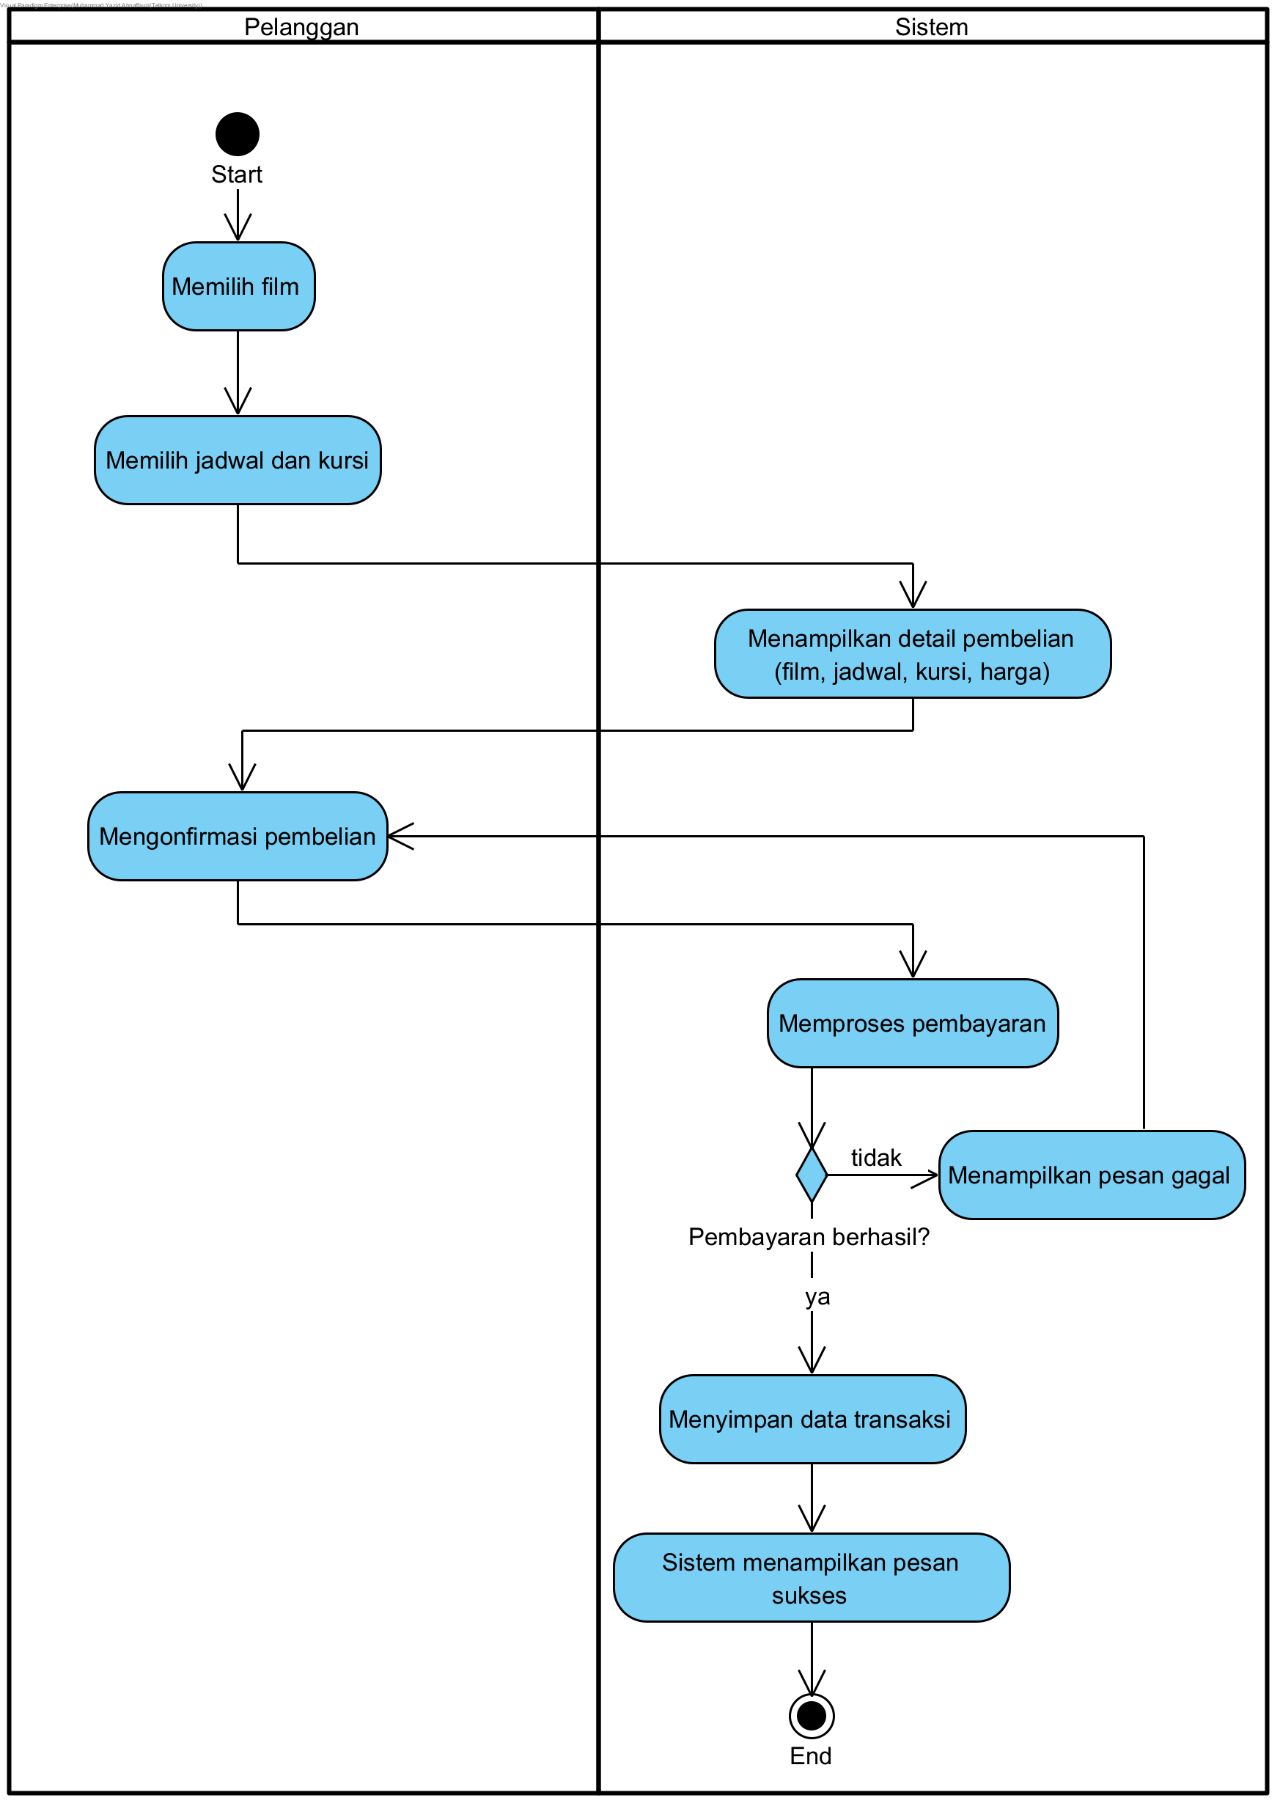 Pelanggan
Sistem
Start
Memilih film
Memilih jadwal dan kursi
Menampilkan detail pembelian
(film, jadwal, kursi, harga)
Mengonfirmasi pembelian
Memproses pembayaran
tidak
Menampilkan pesan gagal
Pembayaran berhasil?
ya
Menyimpan data transaksi
Sistem menampilkan pesan
sukses
End